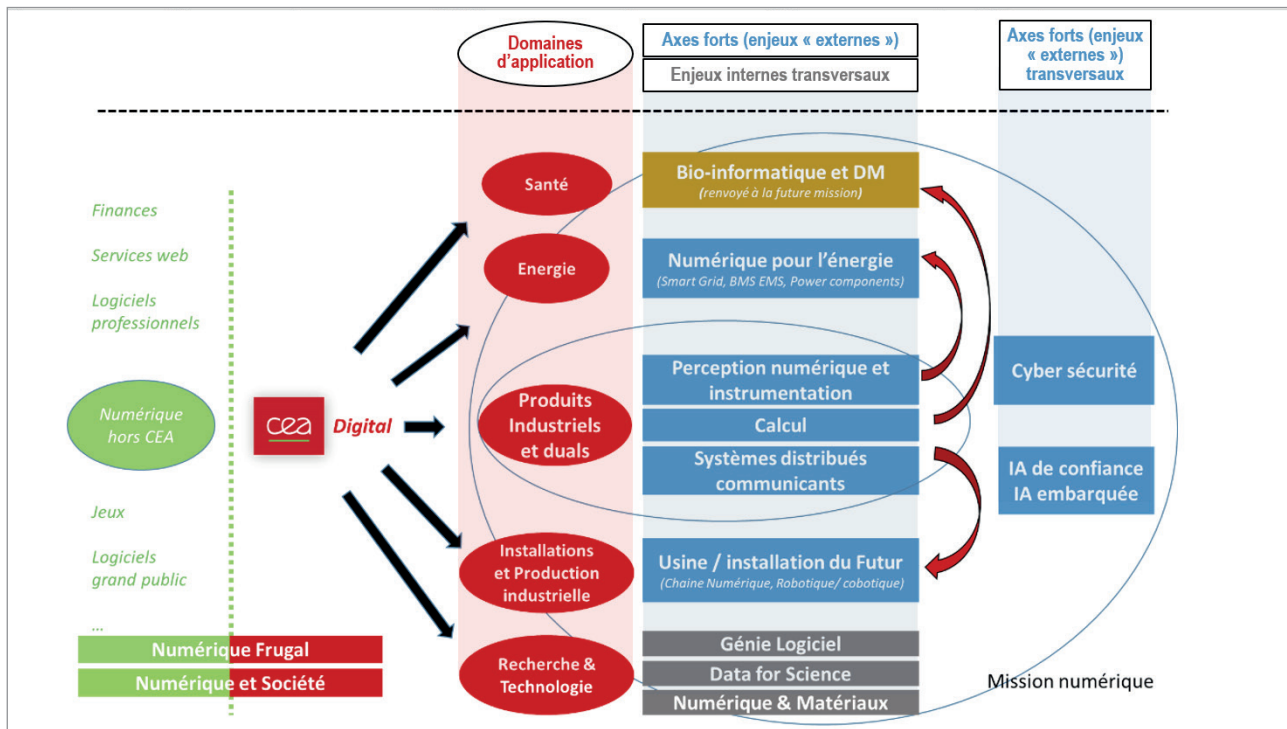 Domaines
d'application
Axes forts (enjeux « externes »)
Enjeux internes transversaux
Axes forts (enjeux
« externes »)
transversaux
Finances
Services web
Logiciels
professionnels
Numérique
hors CEA
Jeux
Logiciels
grand public
...
Numérique Frugal
Numérique et Société
cea
Digital
Santé
Energie
Produits
Industriels
et duals
Installations
et Production
industrielle
Recherche &
Technologie
Bio-informatique et DM
(renvoyé à la future mission)
Numérique pour l'énergie
(Smart Grid, BMS EMS, Power components)
Perception numérique et
instrumentation
Calcul
Systèmes distribués
communicants
Usine / installation du Futur
(Chaine Numérique, Robotique/ cobotique)
Génie Logiciel
Data for Science
Numérique & Matériaux
Cyber sécurité
IA de confiance
IA embarquée
Mission numérique